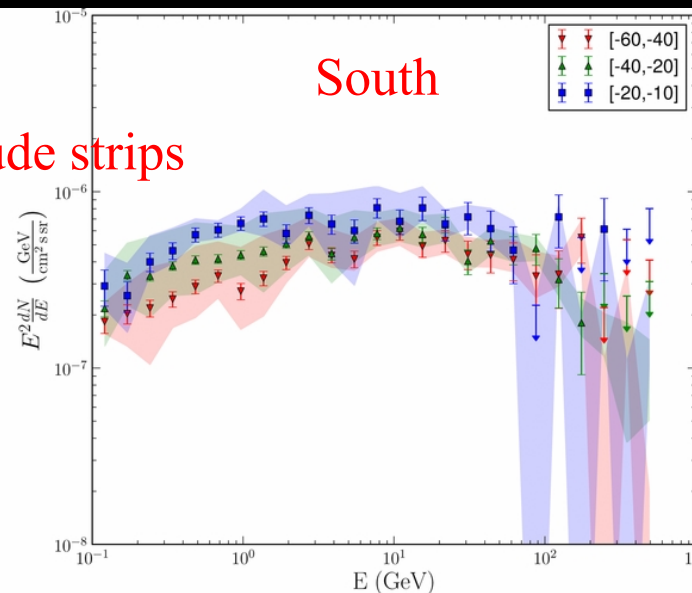 South
ude strips
[-60,-40]
[-40,-20]
[-20,-10]
10⁻⁵
10⁻⁶
10⁻⁷
10⁻⁸
E² dN/dE (GeV/cm² s sr)
10⁻¹ 10⁰ 10¹ 10² 1
E (GeV)